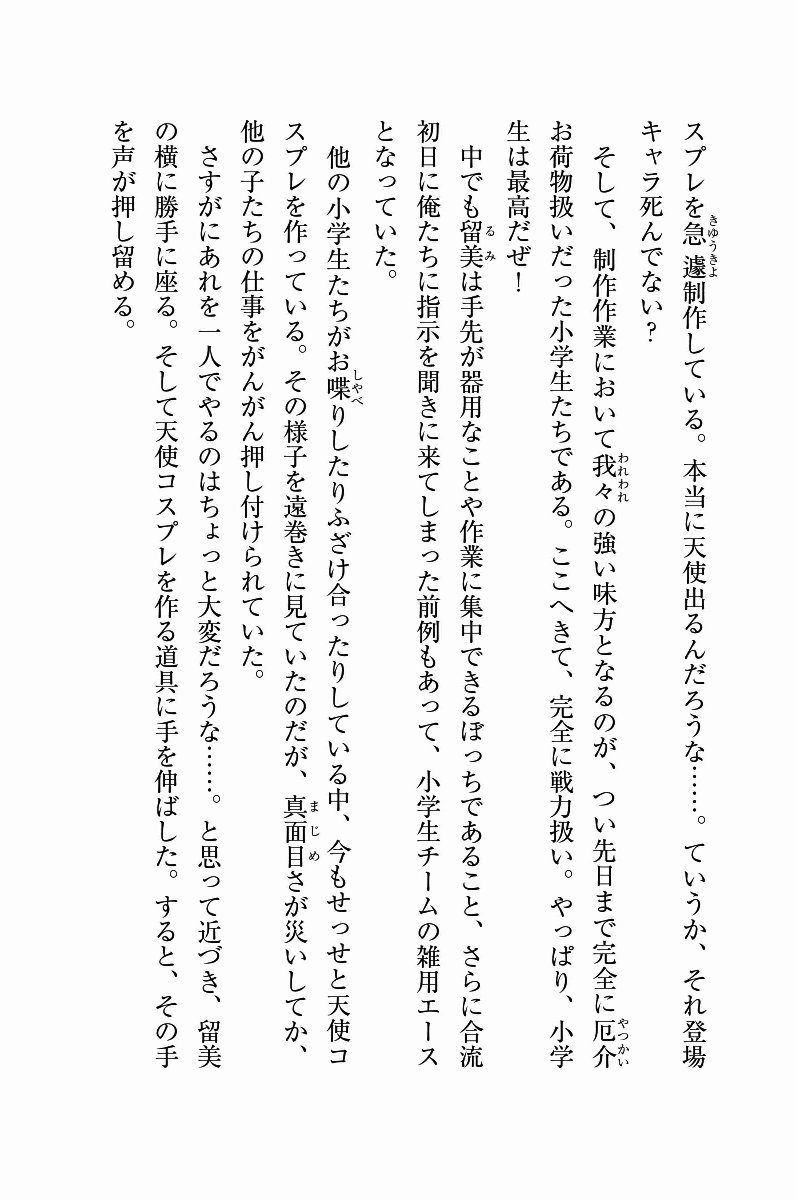 スプレを急遽制作している。本当に天使出るんだろうな……。ていうか、それ登場
キャラ死んでない？
そして、制作作業において我々の強い味方となるのが、つい先日まで完全に厄介
お荷物扱いだった小学生たちである。ここへきて、完全に戦力扱い。やっぱり、小学
生は最高だぜ！
中でも留美は手先が器用なことや作業に集中できるぼっちであること、さらに合流
初日に俺たちに指示を聞きに来てしまった前例もあって、小学生チームの雑用エース
となっていた。
他の小学生たちがお喋りしたりふざけ合ったりしている中、今もせっせと天使コ
スプレを作っている。その様子を遠巻きに見ていたのだが、真面目さが災いしてか、
他の子たちの仕事をがんがん押し付けられていた。
さすがにあれを一人でやるのはちょっと大変だろうな……。と思って近づき、留美
の横に勝手に座る。そして天使コスプレを作る道具に手を伸ばした。すると、その手
を声が押し留める。